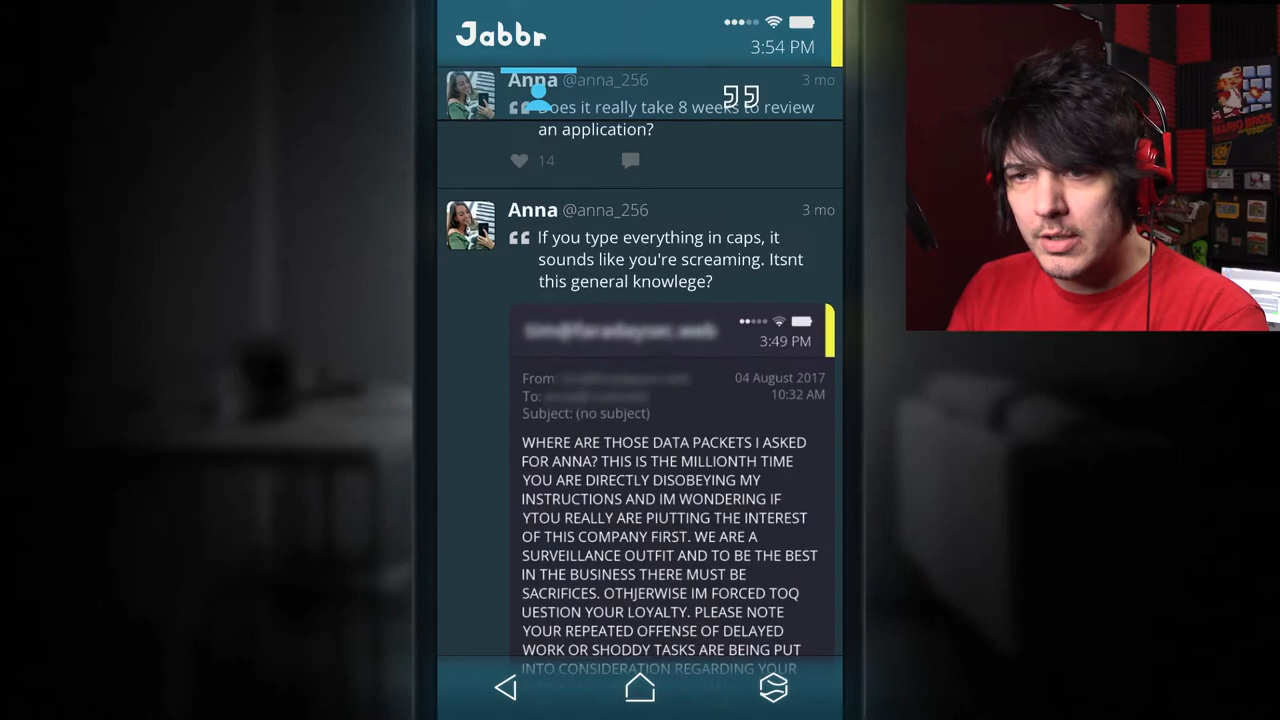 Jabbr
3:54 PM
Anna @anna_256 3 mo
Does it really take 8 weeks to review
an application?
14
Anna @anna_256 3 mo
If you type everything in caps, it
sounds like you're screaming. Itsnt
this general knowlege?
3:49 PM
From: 04 August 2017
To: 10:32 AM
Subject: (no subject)
WHERE ARE THOSE DATA PACKETS I ASKED
FOR ANNA? THIS IS THE MILLIONTH TIME
YOU ARE DIRECTLY DISOBEYING MY
INSTRUCTIONS AND IM WONDERING IF
YTOU REALLY ARE PIUTTING THE INTEREST
OF THIS COMPANY FIRST. WE ARE A
SURVEILLANCE OUTFIT AND TO BE THE BEST
IN THE BUSINESS THERE MUST BE
SACRIFICES. OTHJERWISE IM FORCED TOQ
UESTION YOUR LOYALTY. PLEASE NOTE
YOUR REPEATED OFFENSE OF DELAYED
WORK OR SHODDY TASKS ARE BEING PUT
INTO CONSIDERATION REGARDING YOUR
MARIO BROS.